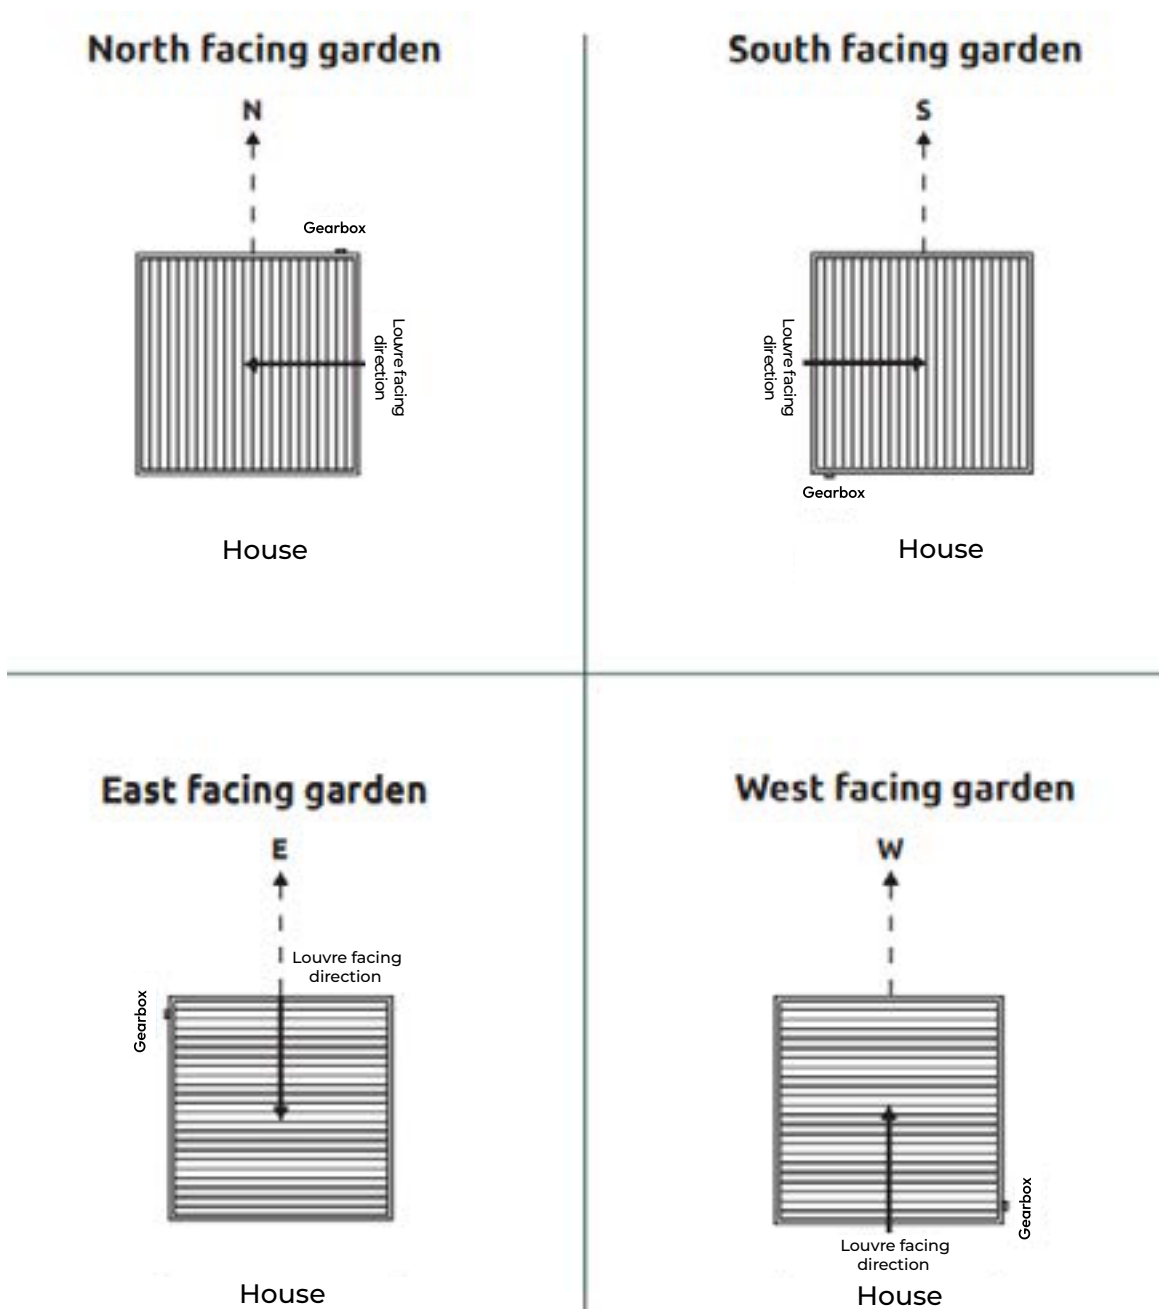 North facing garden
N
Gearbox
Louvre facing
direction
House
South facing garden
S
Louvre facing
direction
Gearbox
House
East facing garden
E
Louvre facing
direction
Gearbox
House
West facing garden
W
Gearbox
Louvre facing
direction
House